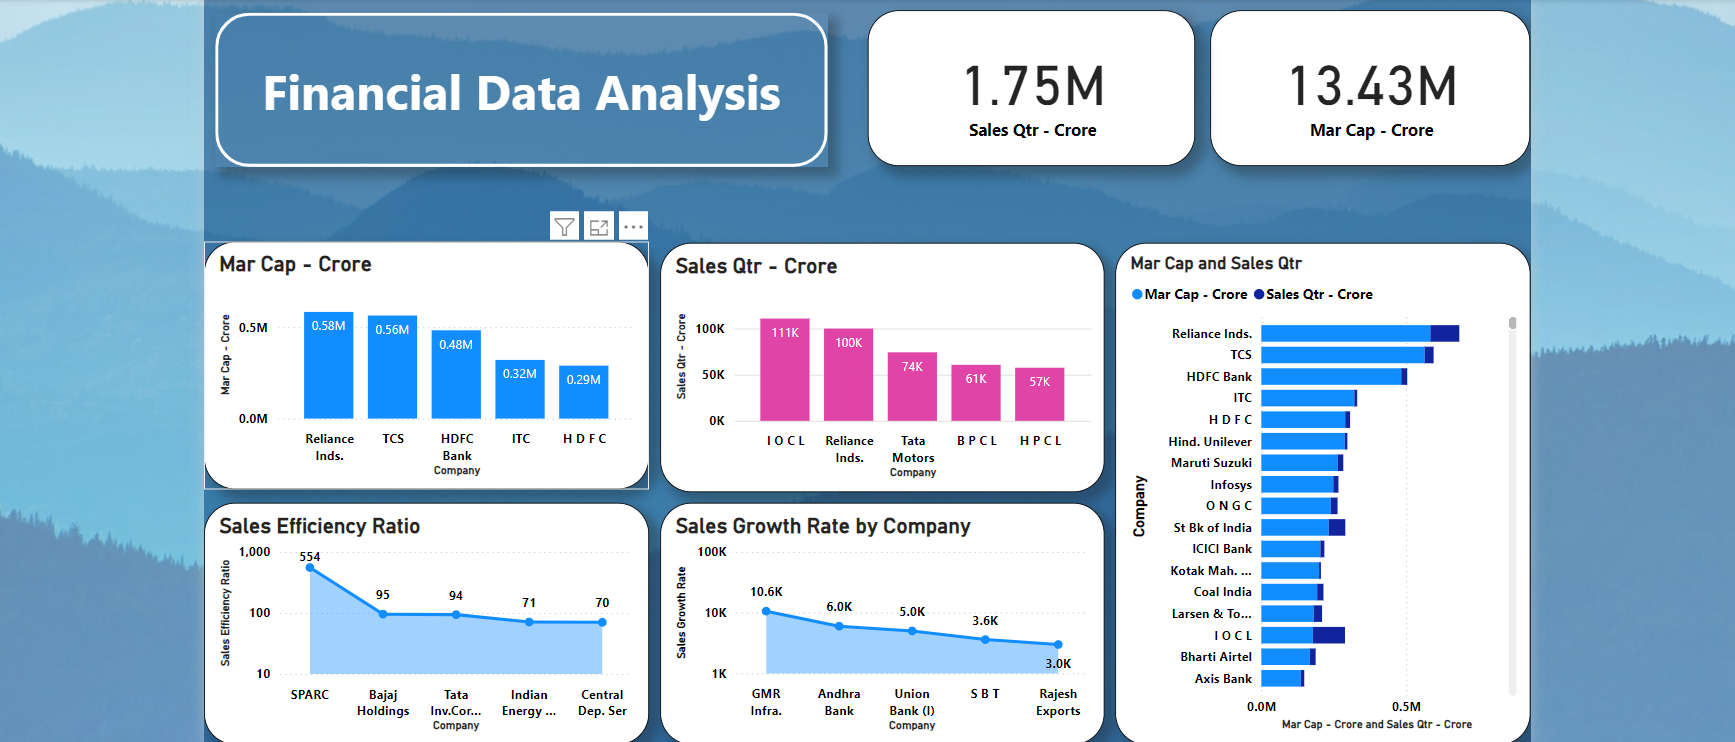 Financial Data Analysis
1.75M
Sales Qtr - Crore
13.43M
Mar Cap - Crore
Mar Cap - Crore
Mar Cap - Crore
0.5M
0.0M
0.58M
0.56M
0.48M
0.32M
0.29M
Reliance Inds.
TCS
HDFC Bank
ITC
H D F C
Company
Sales Qtr - Crore
Sales Qtr - Crore
100K
50K
0K
111K
100K
74K
61K
57K
I O C L
Reliance Inds.
Tata Motors
B P C L
H P C L
Company
Mar Cap and Sales Qtr
Mar Cap - Crore
Sales Qtr - Crore
Company
Reliance Inds.
TCS
HDFC Bank
ITC
H D F C
Hind. Unilever
Maruti Suzuki
Infosys
O N G C
St Bk of India
ICICI Bank
Kotak Mah. ...
Coal India
Larsen & To...
I O C L
Bharti Airtel
Axis Bank
0.0M
0.5M
Mar Cap - Crore and Sales Qtr - Crore
Sales Efficiency Ratio
Sales Efficiency Ratio
1,000
100
10
554
95
94
71
70
SPARC
Bajaj Holdings
Tata Inv.Cor...
Indian Energy ...
Central Dep. Ser
Company
Sales Growth Rate by Company
Sales Growth Rate
100K
10K
1K
10.6K
6.0K
5.0K
3.6K
3.0K
GMR Infra.
Andhra Bank
Union Bank (I)
S B T
Rajesh Exports
Company